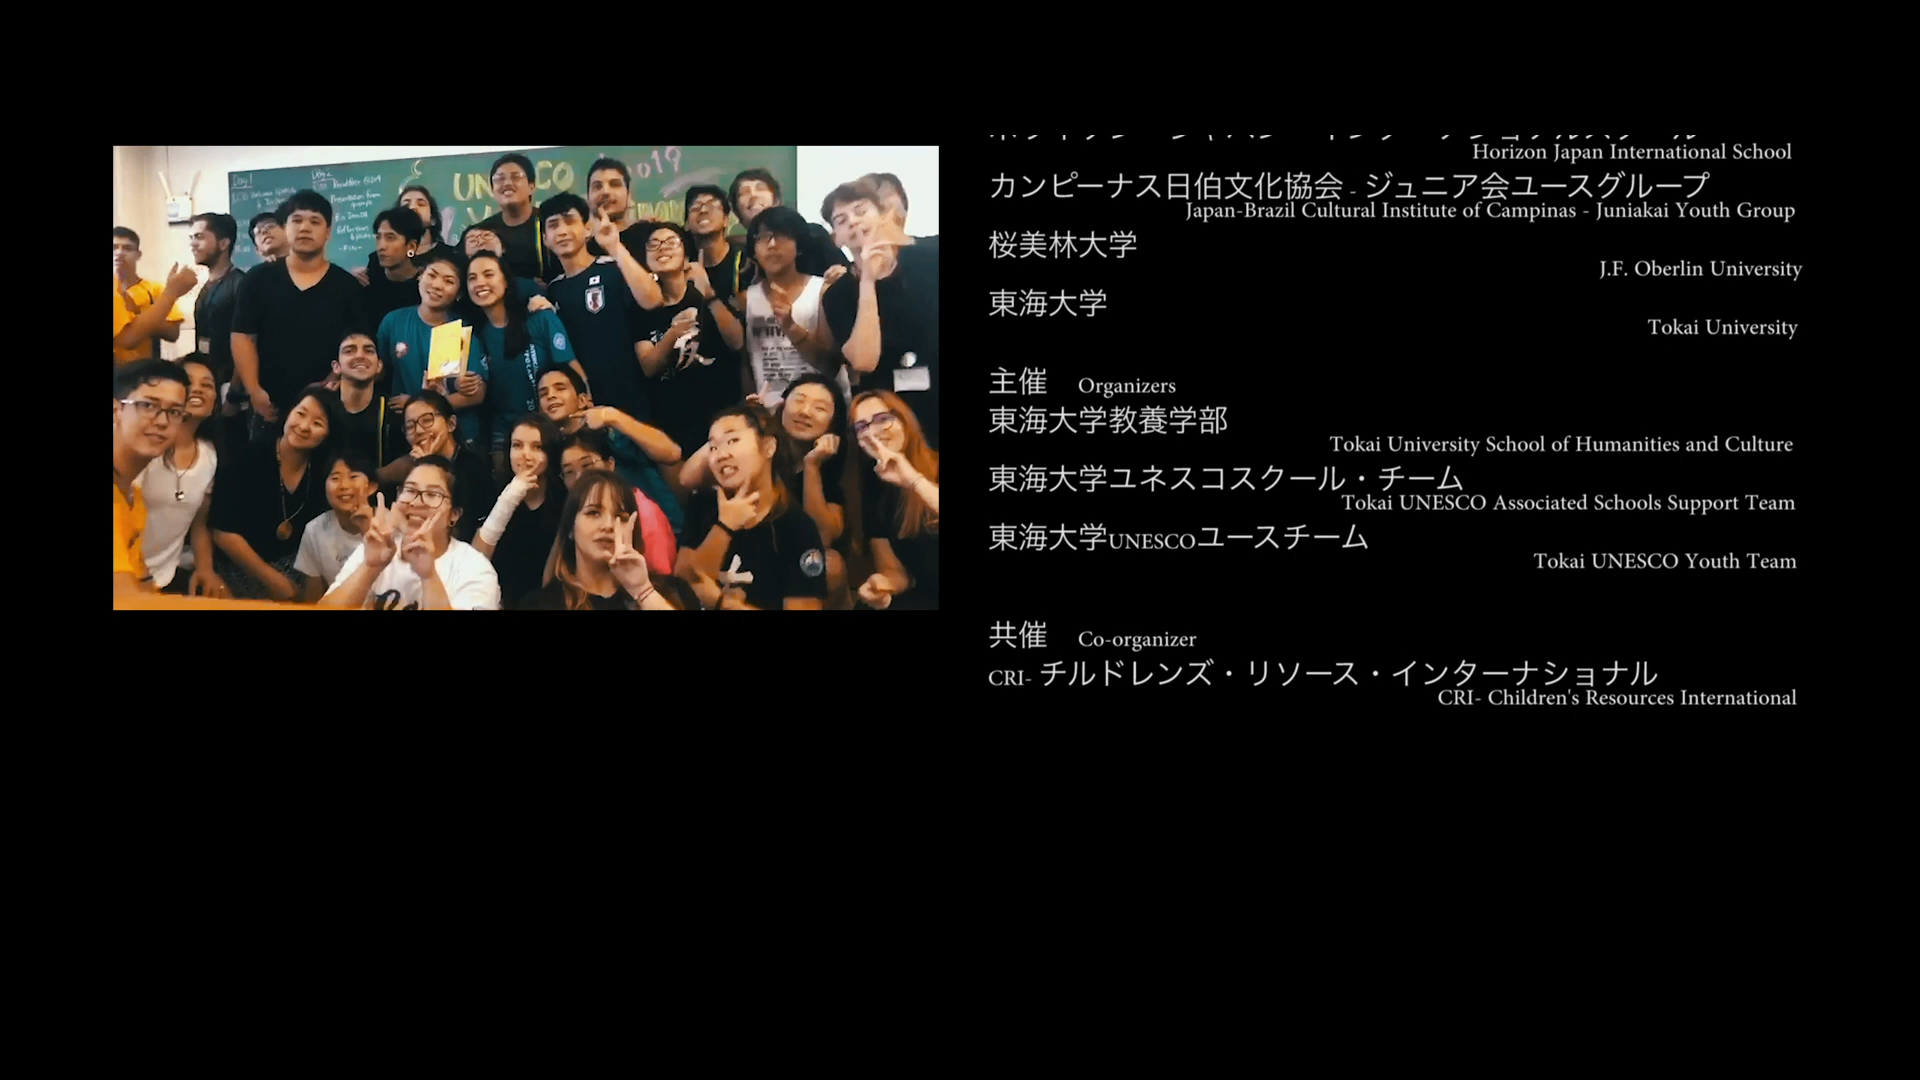 Horizon Japan International School
カンピーナス日伯文化協会 - ジュニア会ユースグループ
Japan-Brazil Cultural Institute of Campinas - Juniakai Youth Group
桜美林大学
J.F. Oberlin University
東海大学
Tokai University
主催 Organizers
東海大学教養学部
Tokai University School of Humanities and Culture
東海大学ユネスコスクール・チーム
Tokai UNESCO Associated Schools Support Team
東海大学UNESCOユースチーム
Tokai UNESCO Youth Team
共催 Co-organizer
CRI- チルドレンズ・リソース・インターナショナル
CRI- Children's Resources International